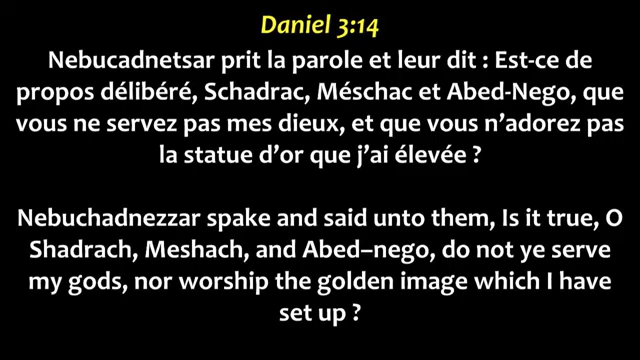 Daniel 3:14
Nebucadnetsar prit la parole et leur dit : Est-ce de
propos délibéré, Schadrac, Méschac et Abed-Nego, que
vous ne servez pas mes dieux, et que vous n’adorez pas
la statue d’or que j’ai élevée ?
Nebuchadnezzar spake and said unto them, Is it true, O
Shadrach, Meshach, and Abed–nego, do not ye serve
my gods, nor worship the golden image which I have
set up ?